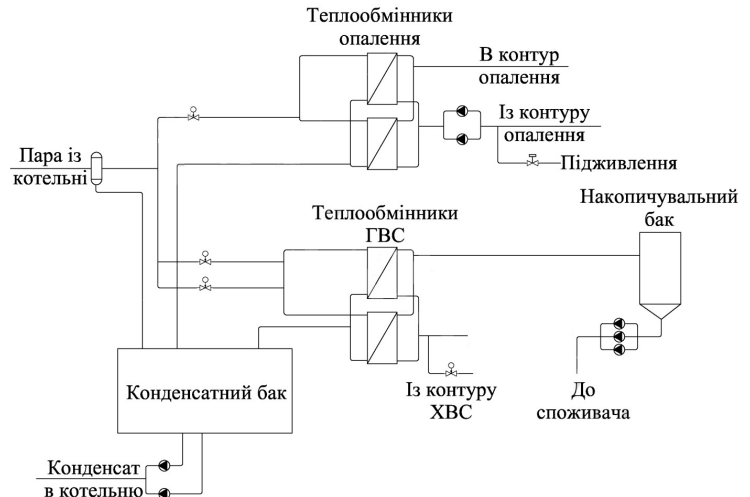 Теплообмінники
опалення
В контур
опалення
Із контуру
опалення
Підживлення
Пара із
котельні
Теплообмінники
ГВС
Накопичувальний
бак
Конденсатний бак
Із контуру
ХВС
До
споживача
Конденсат
в котельню